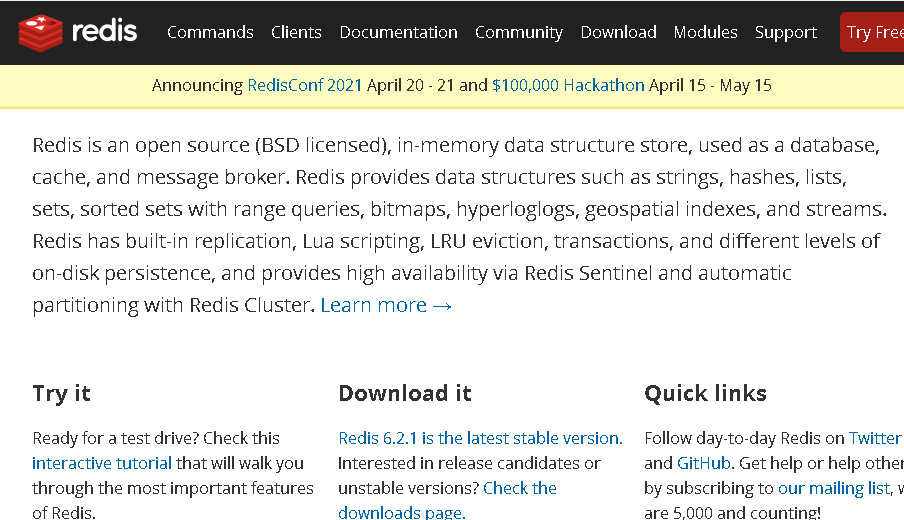 redis Commands Clients Documentation Community Download Modules Support Try Free
Announcing RedisConf 2021 April 20 - 21 and $100,000 Hackathon April 15 - May 15
Redis is an open source (BSD licensed), in-memory data structure store, used as a database,
cache, and message broker. Redis provides data structures such as strings, hashes, lists,
sets, sorted sets with range queries, bitmaps, hyperloglogs, geospatial indexes, and streams.
Redis has built-in replication, Lua scripting, LRU eviction, transactions, and different levels of
on-disk persistence, and provides high availability via Redis Sentinel and automatic
partitioning with Redis Cluster. Learn more →
Try it
Ready for a test drive? Check this
interactive tutorial that will walk you
through the most important features
of Redis.
Download it
Redis 6.2.1 is the latest stable version.
Interested in release candidates or
unstable versions? Check the
downloads page.
Quick links
Follow day-to-day Redis on Twitter
and GitHub. Get help or help other
by subscribing to our mailing list,
are 5,000 and counting!